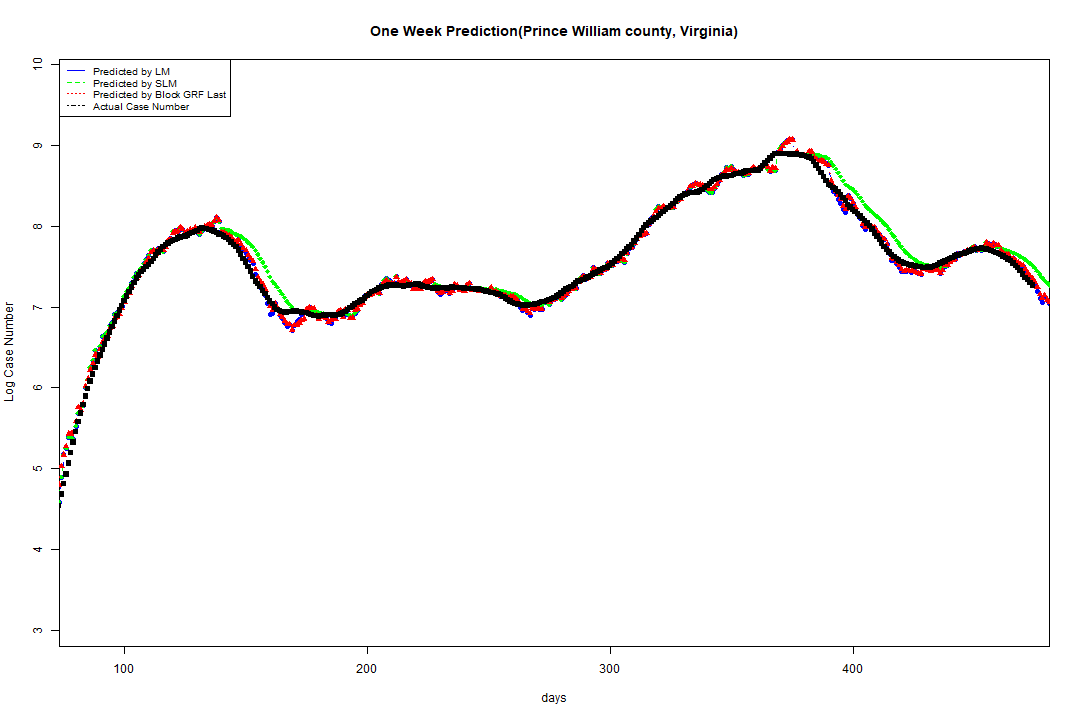 One Week Prediction(Prince William county, Virginia)
Predicted by LM
Predicted by SLM
Predicted by Block GRF Last
Actual Case Number
10
9
8
7
6
5
4
3
Log Case Number
100 200 300 400
days